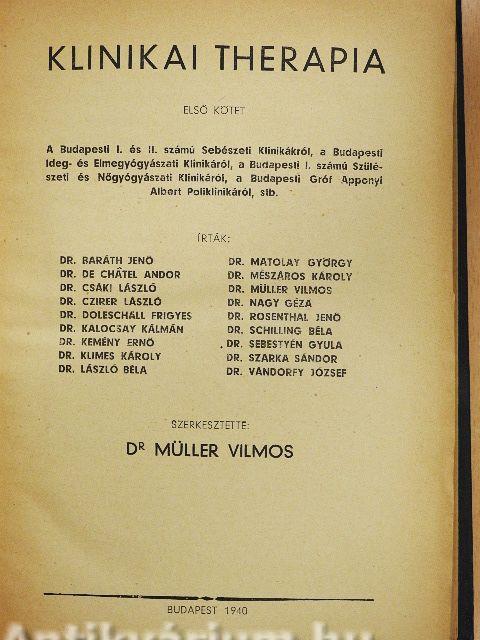 KLINIKAI THERAPIA
ELSŐ KÖTET
A Budapesti I. és II. számú Sebészeti Klinikákról, a Budapesti
Ideg- és Elmegyógyászati Klinikáról, a Budapesti I. számú Szülé-
szeti és Nőgyógyászati Klinikáról, a Budapesti Gróf Apponyi
Albert Poliklinikáról, stb.
ÍRTÁK:
DR. BARÁTH JENŐ
DR. DE CHÂTEL ANDOR
DR. CSÁKI LÁSZLÓ
DR. CZIRER LÁSZLÓ
DR. DOLESCHALL FRIGYES
DR. KALOCSAY KÁLMÁN
DR. KEMÉNY ERNŐ
DR. KLIMES KÁROLY
DR. LÁSZLÓ BÉLA
DR. MATOLAY GYÖRGY
DR. MÉSZÁROS KÁROLY
DR. MÜLLER VILMOS
DR. NAGY GÉZA
DR. ROSENTHAL JENŐ
DR. SCHILLING BÉLA
DR. SEBESTYÉN GYULA
DR. SZARKA SÁNDOR
DR. VÁNDORFY JÓZSEF
SZERKESZTETTE:
DR MÜLLER VILMOS
BUDAPEST 1940
Antikvárium.hu